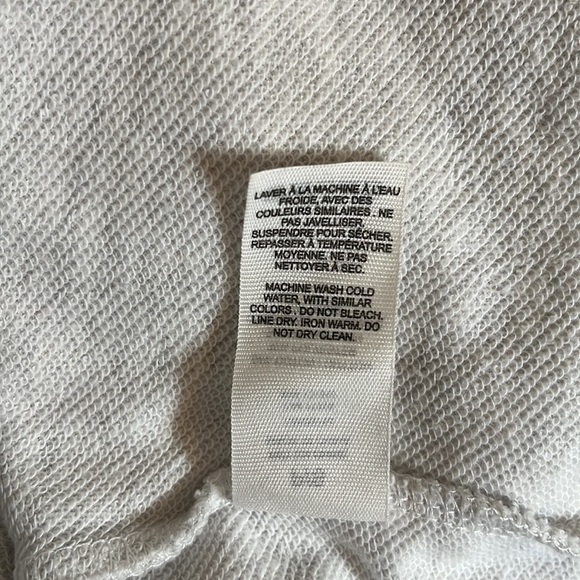 LAVER À LA MACHINE À L'EAU
FROIDE, AVEC DES
COULEURS SIMILAIRES . NE
PAS JAVELLISER.
SUSPENDRE POUR SÉCHER.
REPASSER À TEMPÉRATURE
MOYENNE. NE PAS
NETTOYER À SEC.
MACHINE WASH COLD
WATER, WITH SIMILAR
COLORS . DO NOT BLEACH.
LINE DRY. IRON WARM. DO
NOT DRY CLEAN.